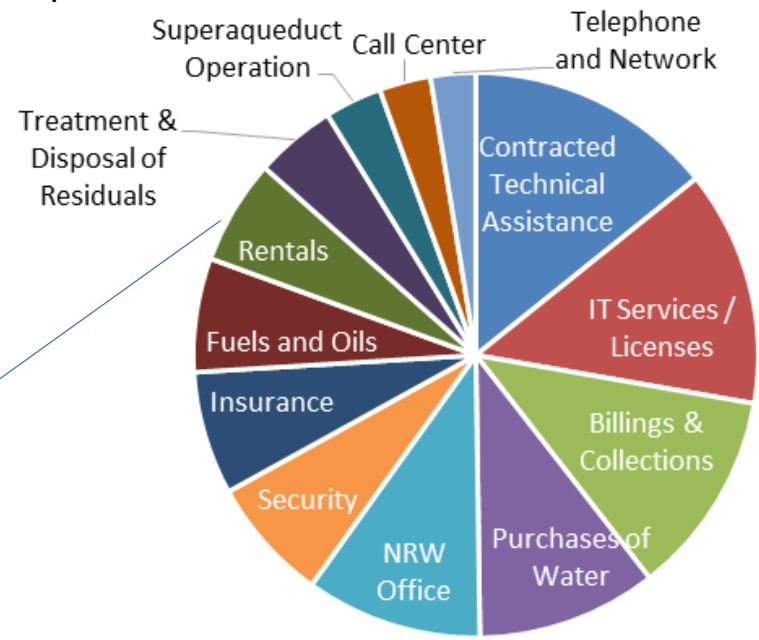 Superaqueduct
Operation
Call Center
Telephone
and Network
Treatment &
Disposal of
Residuals
Contracted
Technical
Assistance
IT Services /
Licenses
Billings &
Collections
Purchases of
Water
NRW
Office
Security
Insurance
Fuels and Oils
Rentals